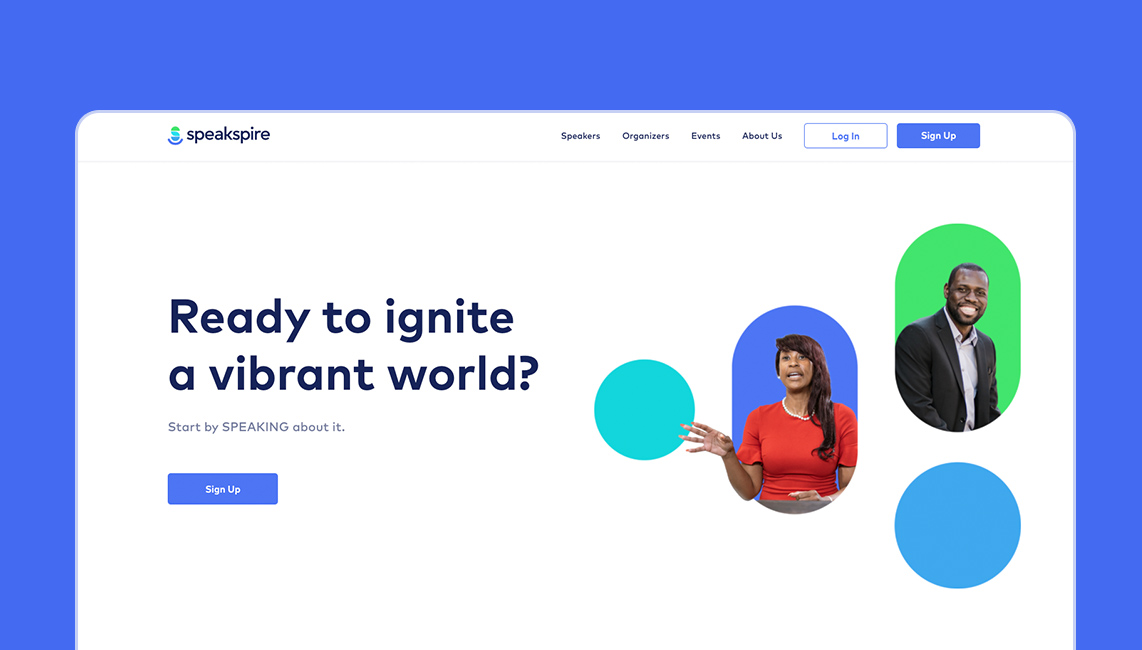 speakspire
Speakers
Organizers
Events
About Us
Log In
Sign Up
Ready to ignite
a vibrant world?
Start by SPEAKING about it.
Sign Up